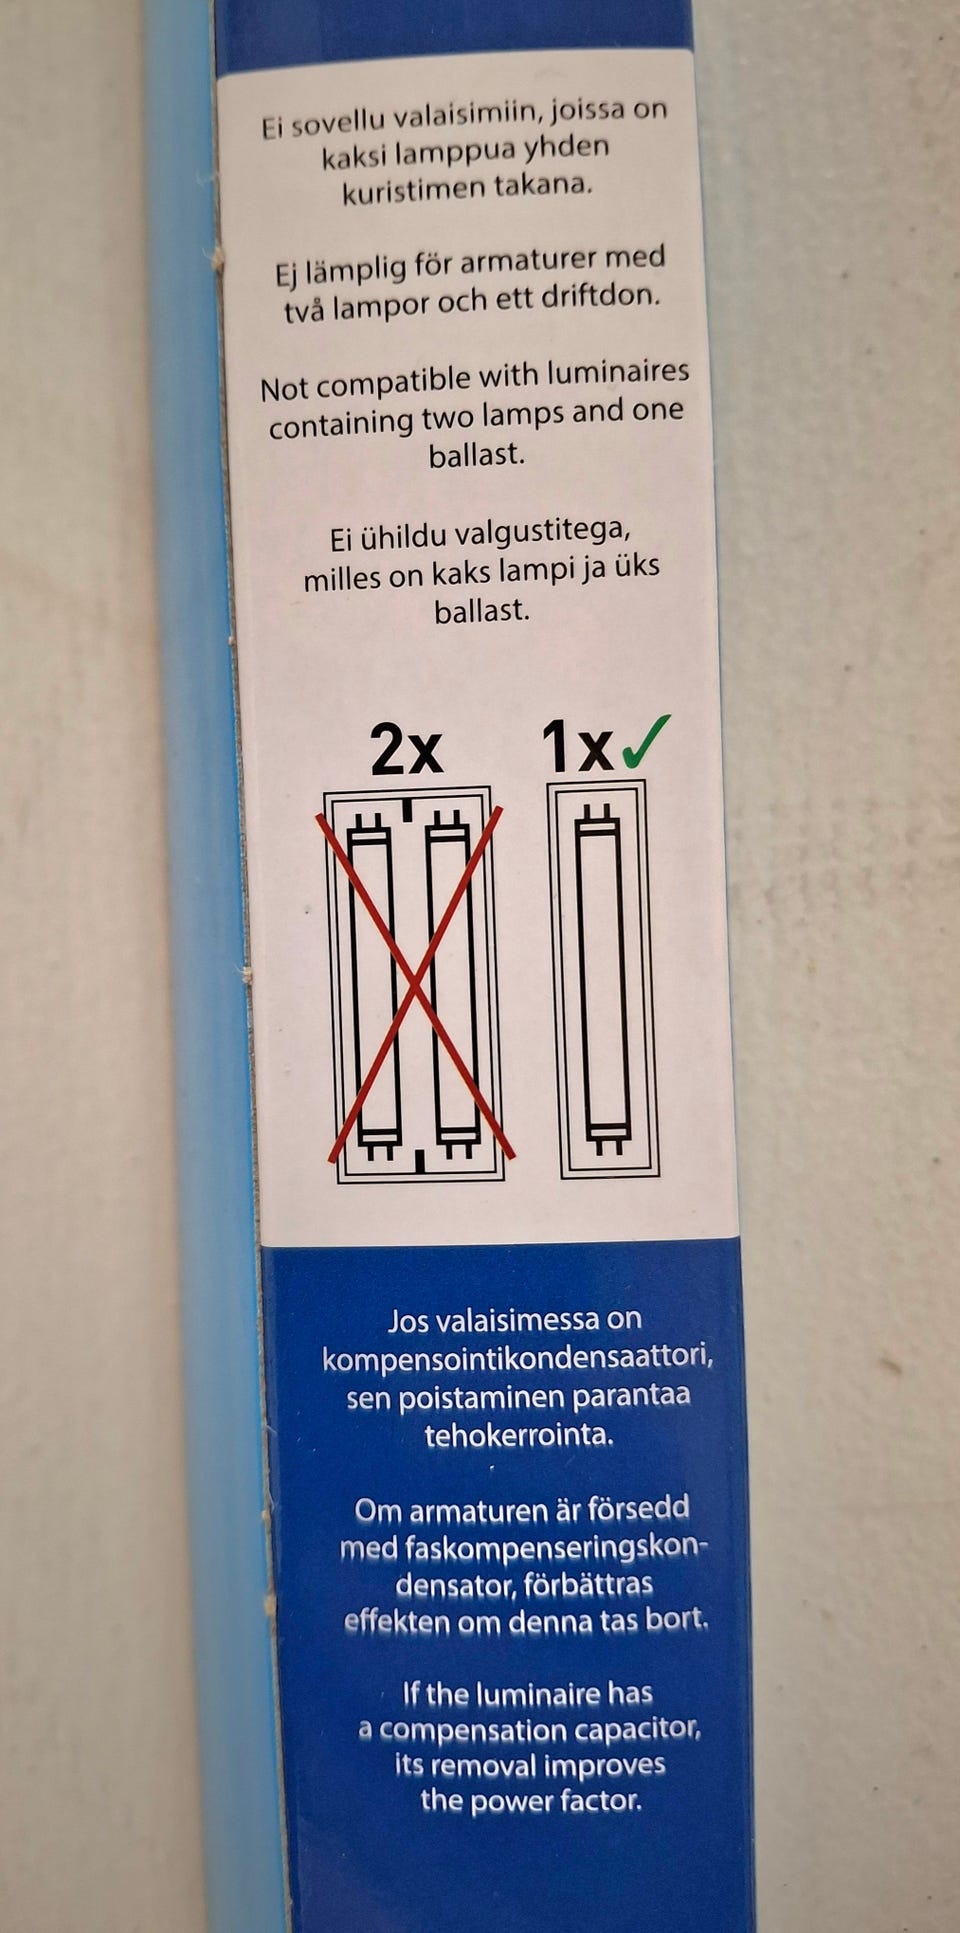 Ei sovellu valaisimiin, joissa on
kaksi lamppua yhden
kuristimen takana.
Ej lämplig för armaturer med
två lampor och ett driftdon.
Not compatible with luminaires
containing two lamps and one
ballast.
Ei ühildu valgustitega,
milles on kaks lampi ja üks
ballast.
2x 1x✓
Jos valaisimessa on
kompensointikondensaattori,
sen poistaminen parantaa
tehokerrointa.
Om armaturen är försedd
med faskompenseringskon-
densator, förbättras
effekten om denna tas bort.
If the luminaire has
a compensation capacitor,
its removal improves
the power factor.